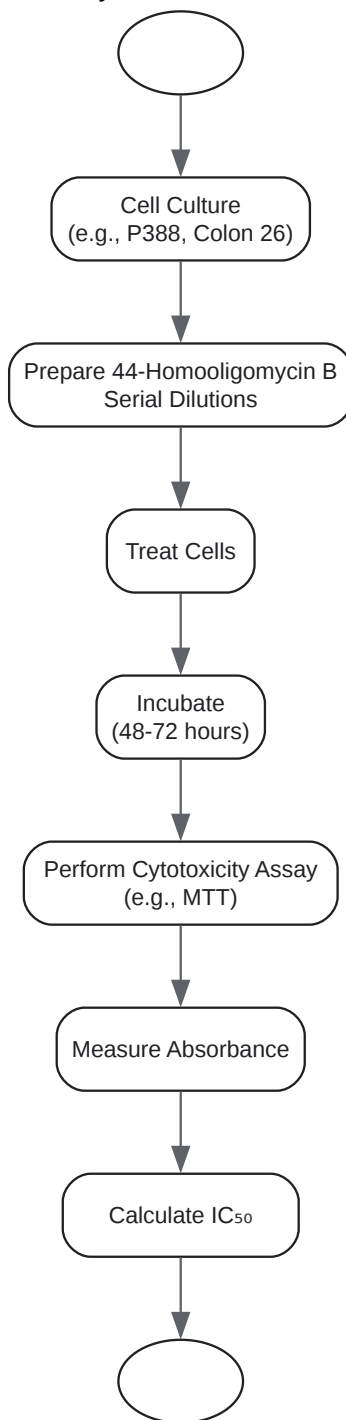 Cell Culture
(e.g., P388, Colon 26)
Prepare 44-Homooligomycin B
Serial Dilutions
Treat Cells
Incubate
(48-72 hours)
Perform Cytotoxicity Assay
(e.g., MTT)
Measure Absorbance
Calculate IC₅₀